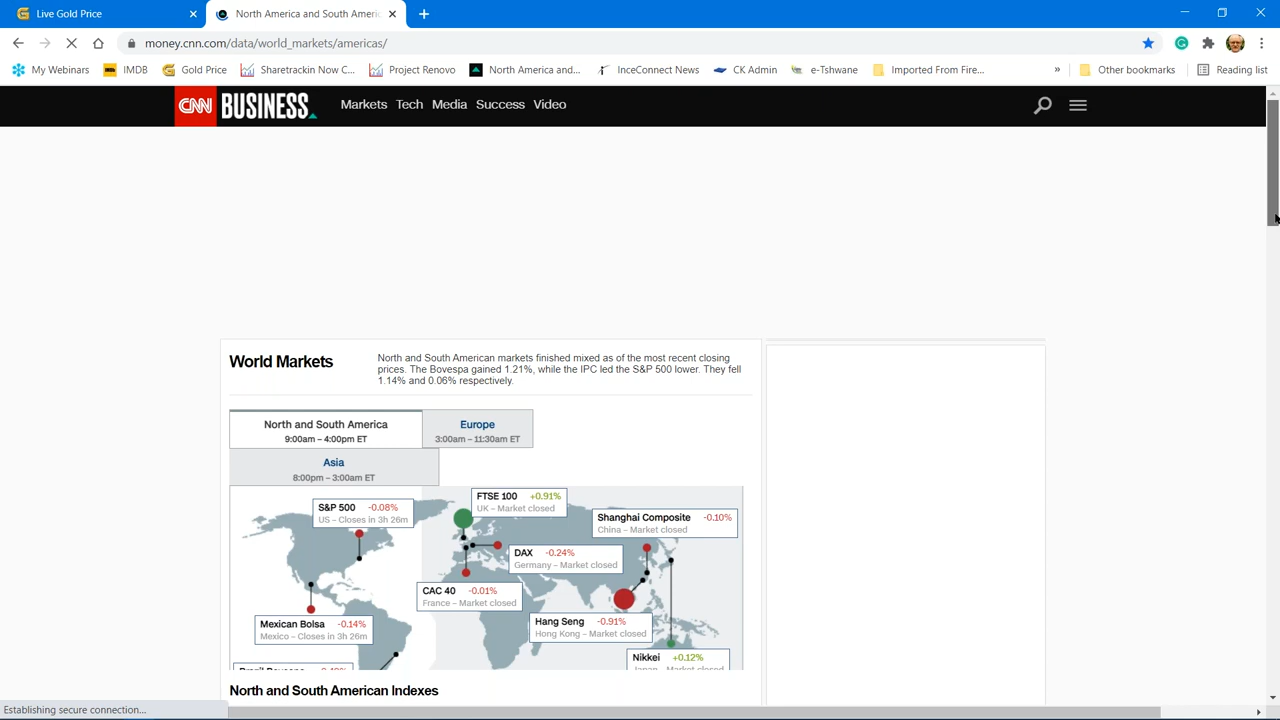 Live Gold Price
North America and South Americ
money.cnn.com/data/world_markets/americas/
My Webinars
IMDB
Gold Price
Sharetrackin Now C...
Project Renovo
North America and...
InceConnect News
CK Admin
e-Tshwane
Imported From Fire...
»
Other bookmarks
Reading list
CNN BUSINESS
Markets Tech Media Success Video
World Markets
North and South American markets finished mixed as of the most recent closing
prices. The Bovespa gained 1.21%, while the IPC led the S&P 500 lower. They fell
1.14% and 0.06% respectively.
North and South America
9:00am – 4:00pm ET
Europe
3:00am – 11:30am ET
Asia
8:00pm – 3:00am ET
S&P 500 -0.08%
US – Closes in 3h 26m
FTSE 100 +0.91%
UK – Market closed
Shanghai Composite -0.10%
China – Market closed
DAX -0.24%
Germany – Market closed
CAC 40 -0.01%
France – Market closed
Hang Seng -0.91%
Hong Kong – Market closed
Mexican Bolsa -0.14%
Mexico – Closes in 3h 26m
Nikkei +0.12%
Japan – Market closed
North and South American Indexes
Establishing secure connection...